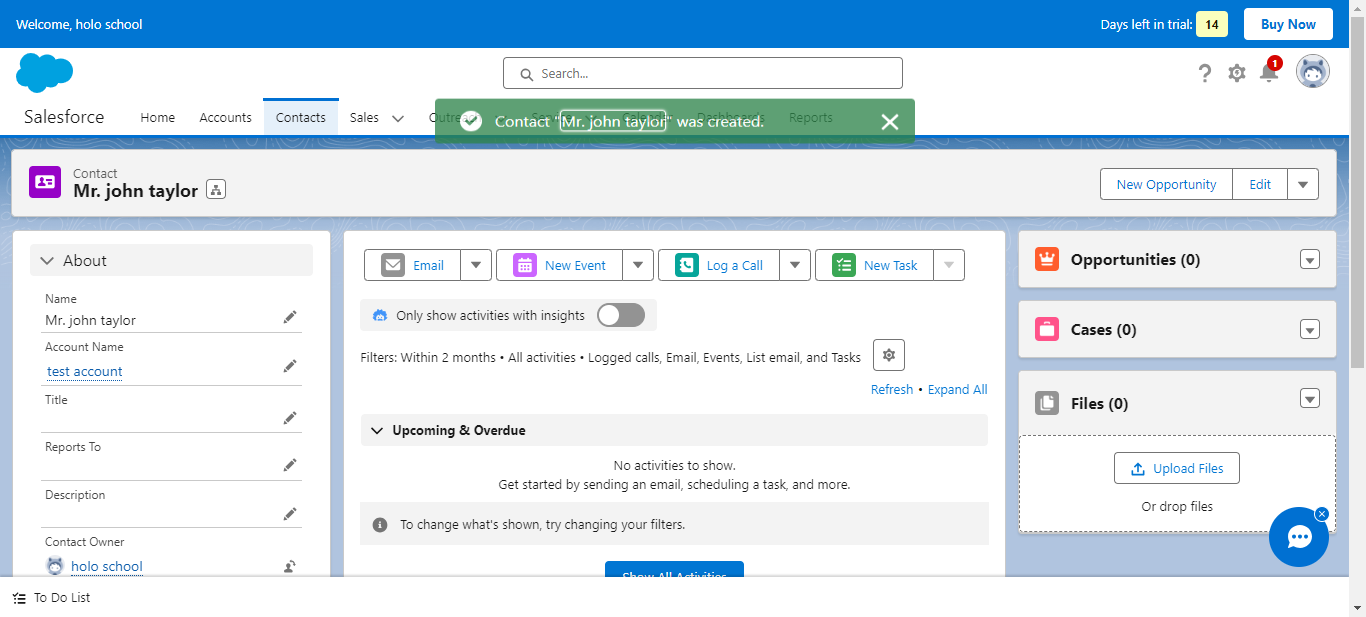 Welcome, holo school
Days left in trial: 14
Buy Now
Search...
1
Salesforce
Home
Accounts
Contacts
Sales
Contact "Mr. john taylor" was created.
Dashboards
Reports
Contact
Mr. john taylor
New Opportunity
Edit
About
Name
Mr. john taylor
Account Name
test account
Title
Reports To
Description
Contact Owner
holo school
Email
New Event
Log a Call
New Task
Only show activities with insights
Filters: Within 2 months • All activities • Logged calls, Email, Events, List email, and Tasks
Refresh • Expand All
Upcoming & Overdue
No activities to show.
Get started by sending an email, scheduling a task, and more.
To change what's shown, try changing your filters.
Show All Activities
Opportunities (0)
Cases (0)
Files (0)
Upload Files
Or drop files
To Do List